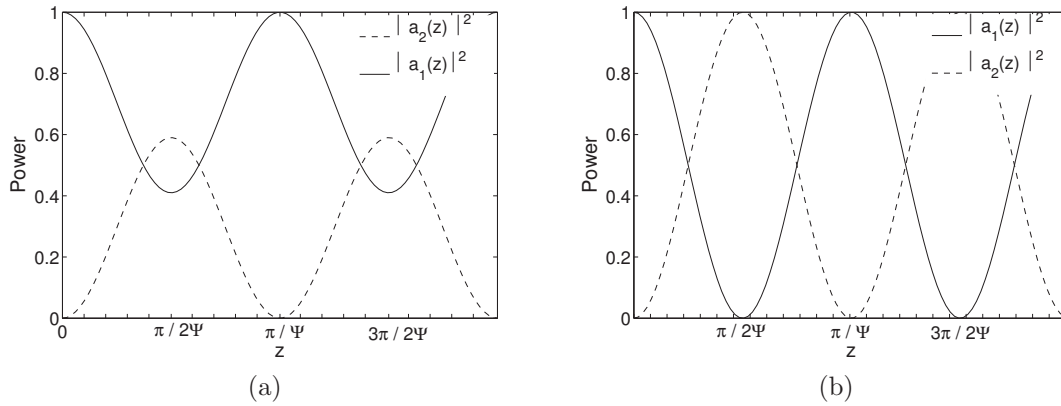 1
0.8
0.6
0.4
0.2
0
Power
| a₂(z) |²
| a₁(z) |²
0
π / 2Ψ
π / Ψ
3π / 2Ψ
z
(a)
1
0.8
0.6
0.4
0.2
0
Power
| a₁(z) |²
| a₂(z) |²
π / 2Ψ
π / Ψ
3π / 2Ψ
z
(b)